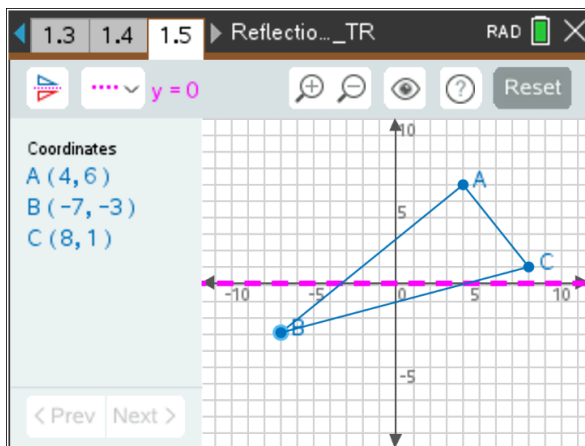 1.3 1.4 1.5 Reflectio..._TR RAD
y = 0 Reset
Coordinates
A (4, 6)
B (-7, -3)
C (8, 1)
10
A
5
C
-10 -5 0 5 10
B
-5
< Prev Next >